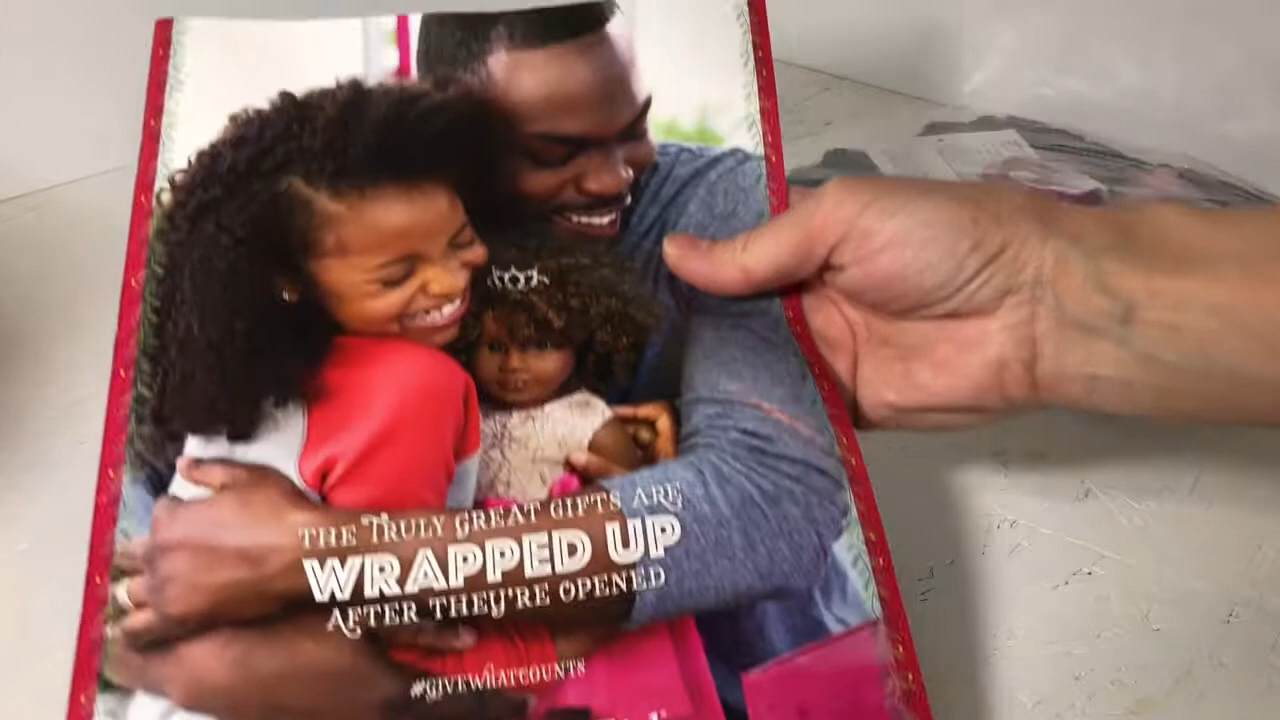 THE TRULY GREAT GIFTS ARE
WRAPPED UP
AFTER THEY'RE OPENED
#GIVEWHATCOUNTS